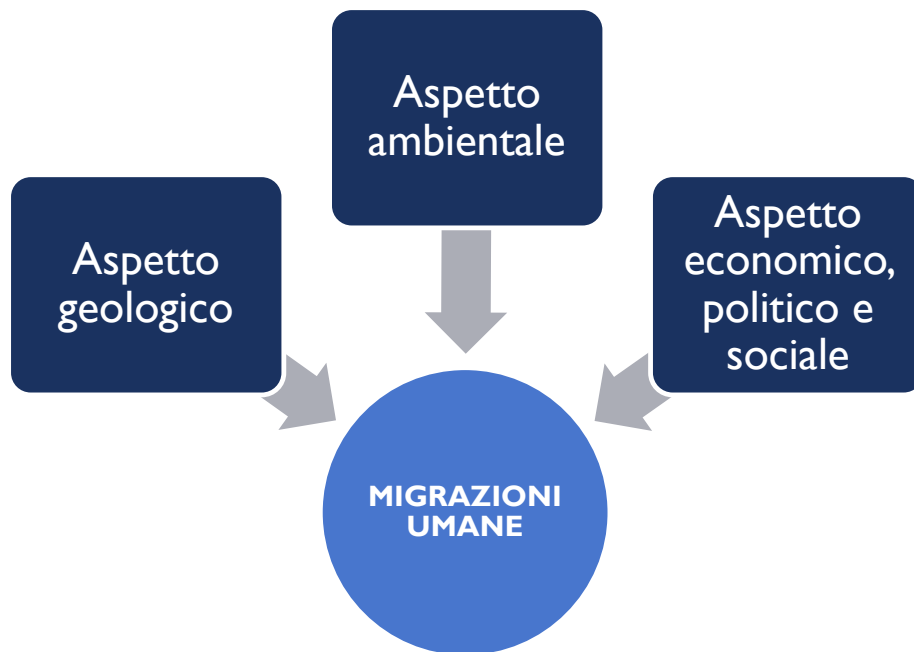 Aspetto
ambientale
Aspetto
geologico
Aspetto
economico,
politico e
sociale
MIGRAZIONI
UMANE